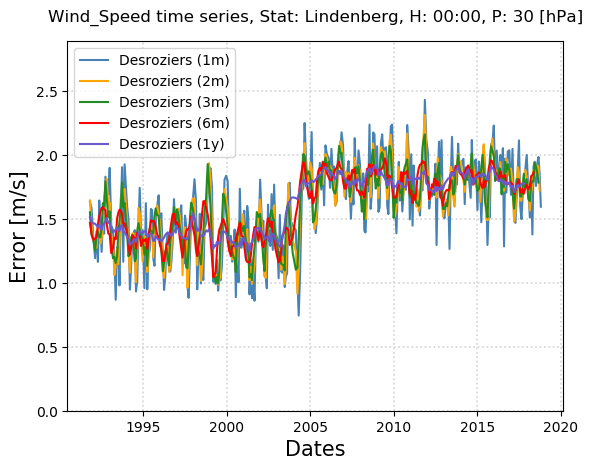 Wind_Speed time series, Stat: Lindenberg, H: 00:00, P: 30 [hPa]
Desroziers (1m)
Desroziers (2m)
Desroziers (3m)
Desroziers (6m)
Desroziers (1y)
Error [m/s]
2.5
2.0
1.5
1.0
0.5
0.0
1995 2000 2005 2010 2015 2020
Dates